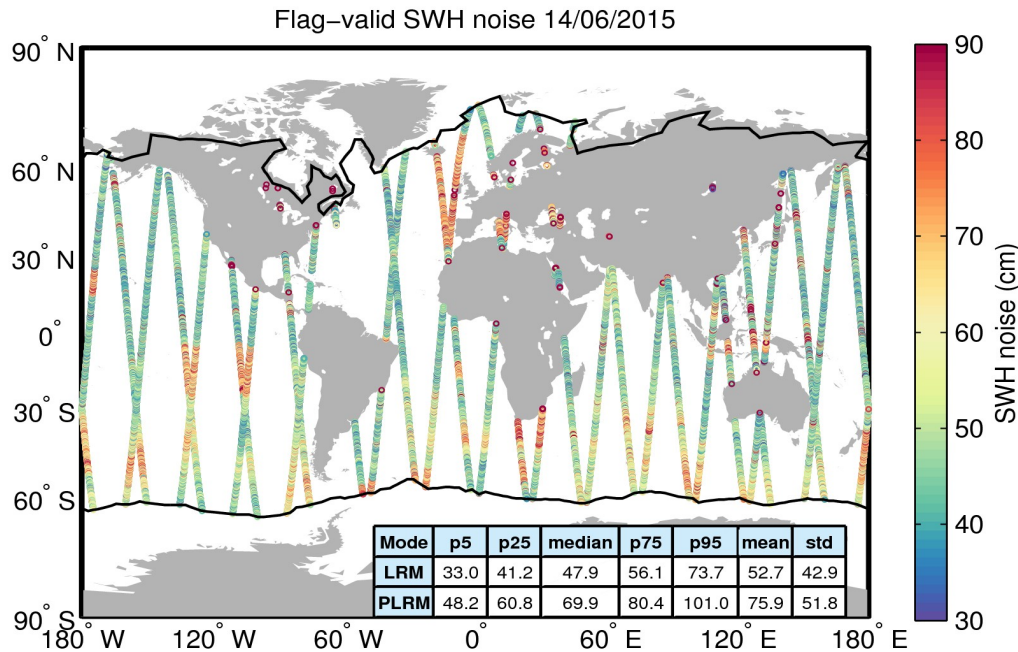 Flag−valid SWH noise 14/06/2015
90° N
60° N
30° N
0°
30° S
60° S
90° S
180° W
120° W
60° W
0°
60° E
120° E
180° E
Mode p5 p25 median p75 p95 mean std
LRM 33.0 41.2 47.9 56.1 73.7 52.7 42.9
PLRM 48.2 60.8 69.9 80.4 101.0 75.9 51.8
90
80
70
60
50
40
30
SWH noise (cm)